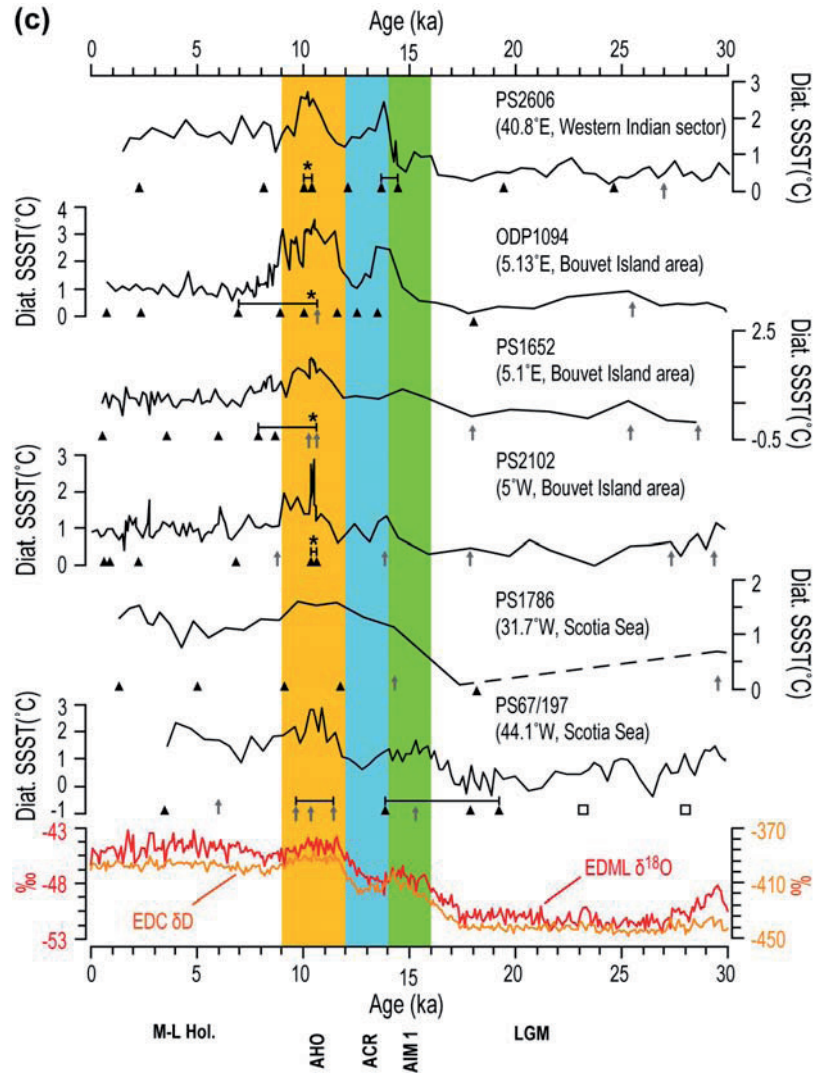 (c)
Age (ka)
0 5 10 15 20 25 30
3
2
1
0
Diat. SSST(˚C)
PS2606
(40.8˚E, Western Indian sector)
*
4
3
2
1
0
Diat. SSST(˚C)
ODP1094
(5.13˚E, Bouvet Island area)
*
2.5
-0.5
Diat. SSST(˚C)
PS1652
(5.1˚E, Bouvet Island area)
*
3
2
1
0
Diat. SSST(˚C)
PS2102
(5˚W, Bouvet Island area)
*
2
1
0
Diat. SSST(˚C)
PS1786
(31.7˚W, Scotia Sea)
3
2
1
0
-1
Diat. SSST(˚C)
PS67/197
(44.1˚W, Scotia Sea)
-43
-48
-53
‰
-370
-410
-450
‰
EDML δ18O
EDC δD
0 5 10 15 20 25 30
Age (ka)
M-L Hol.
AHO
ACR
AIM 1
LGM